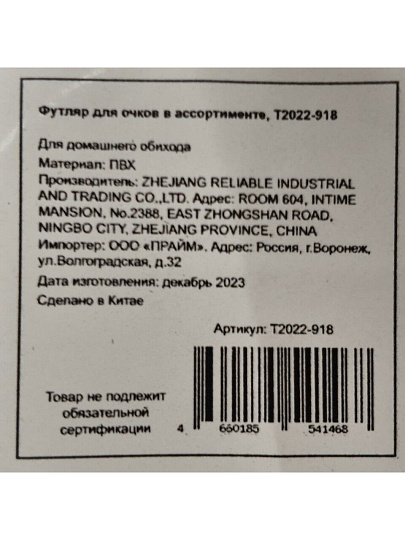 Футляр для очков в ассортименте, Т2022-918
Для домашнего обихода
Материал: ПВХ
Производитель: ZHEJIANG RELIABLE INDUSTRIAL
AND TRADING CO.,LTD. Адрес: ROOM 604, INTIME
MANSION, No.2388, EAST ZHONGSHAN ROAD,
NINGBO CITY, ZHEJIANG PROVINCE, CHINA
Импортер: ООО «ПРАЙМ». Адрес: Россия, г.Воронеж,
ул.Волгоградская, д.32
Дата изготовления: декабрь 2023
Сделано в Китае
Артикул: Т2022-918
Товар не подлежит
обязательной
сертификации
4 660185 541468